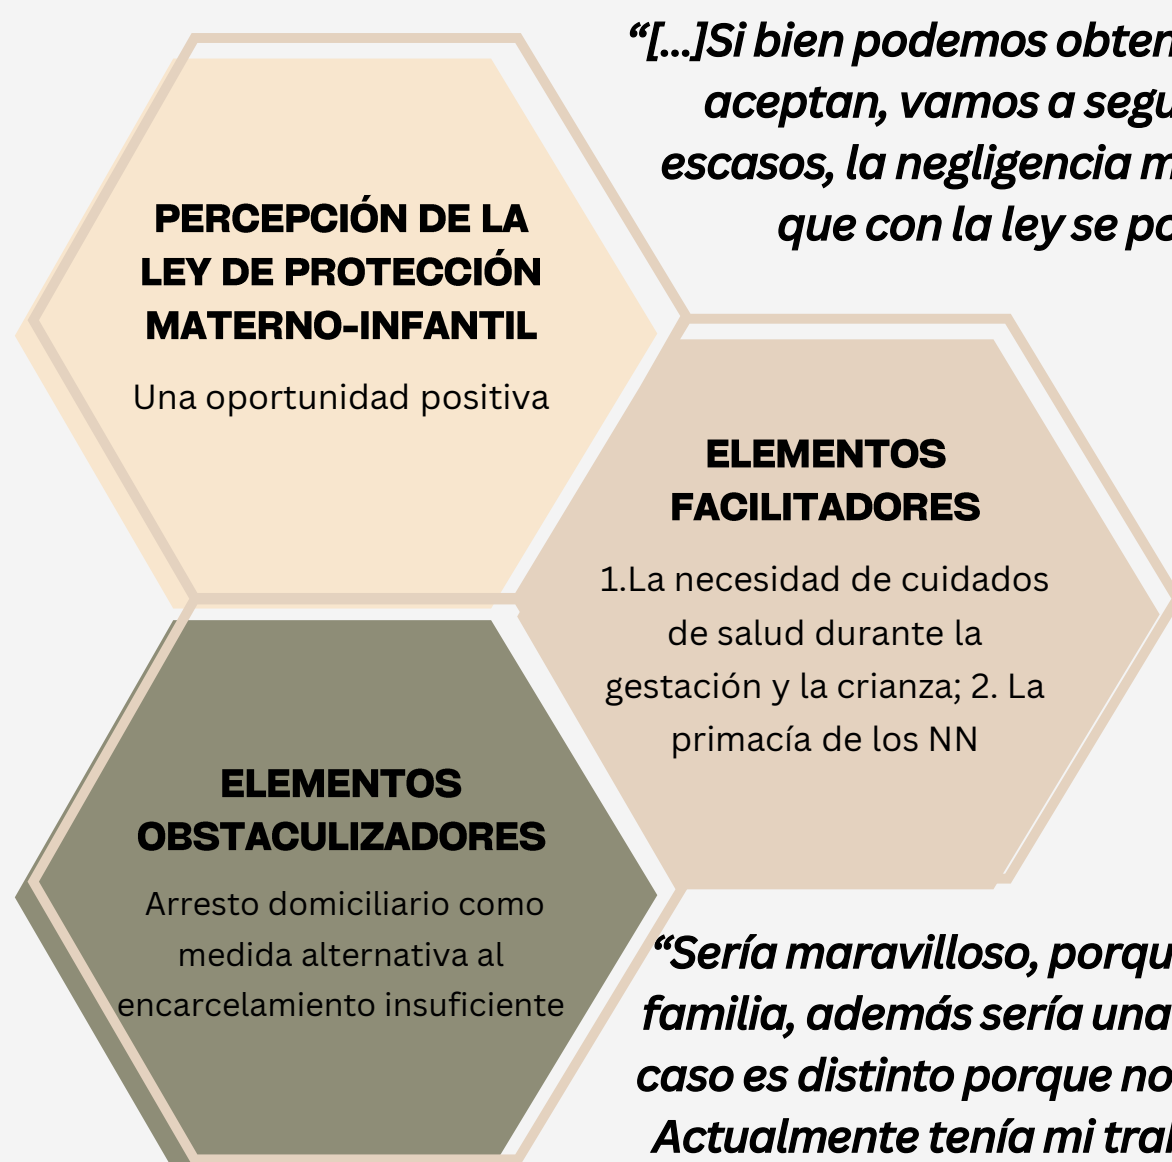 “[...]Si bien podemos obten
aceptan, vamos a segu
escasos, la negligencia m
que con la ley se po
PERCEPCIÓN DE LA
LEY DE PROTECCIÓN
MATERNO-INFANTIL
Una oportunidad positiva
ELEMENTOS
FACILITADORES
1.La necesidad de cuidados
de salud durante la
gestación y la crianza; 2. La
primacía de los NN
ELEMENTOS
OBSTACULIZADORES
Arresto domiciliario como
medida alternativa al
encarcelamiento insuficiente
“Sería maravilloso, porqu
familia, además sería una
caso es distinto porque no
Actualmente tenía mi